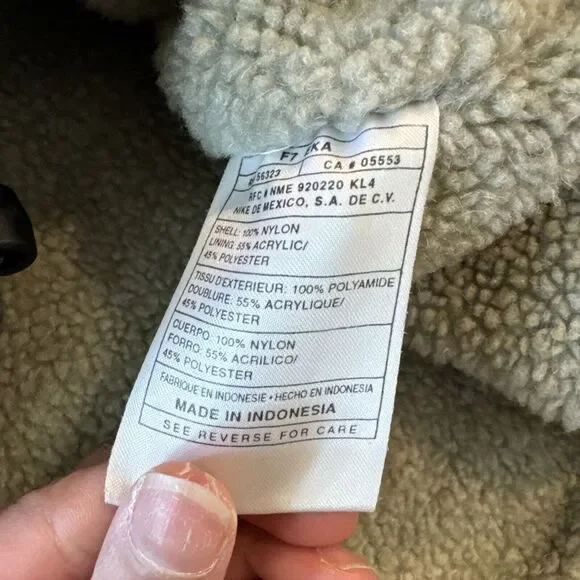 F7
56323 CA # 05553
RFC # NME 920220 KL4
NIKE DE MEXICO, S.A. DE C.V.
SHELL: 100% NYLON
LINING: 55% ACRYLIC/
45% POLYESTER
TISSU D'EXTERIEUR: 100% POLYAMIDE
DOUBLURE: 55% ACRYLIQUE/
45% POLYESTER
CUERPO: 100% NYLON
FORRO: 55% ACRILICO/
45% POLYESTER
FABRIQUE EN INDONESIE • HECHO EN INDONESIA
MADE IN INDONESIA
SEE REVERSE FOR CARE